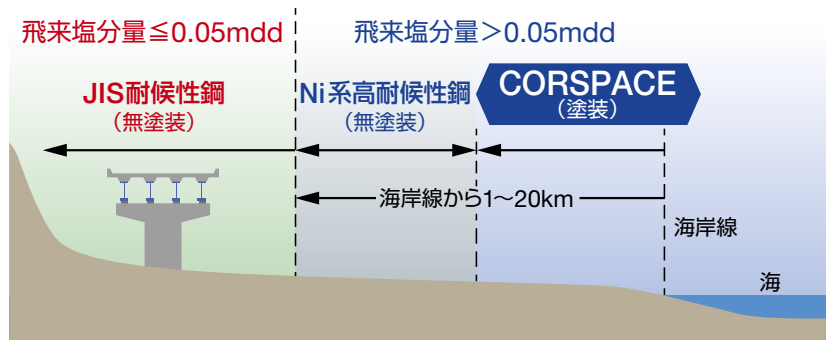 飛来塩分量≦0.05mdd
飛来塩分量＞0.05mdd
JIS耐候性鋼
（無塗装）
Ni系高耐候性鋼
（無塗装）
CORSPACE
（塗装）
海岸線から1〜20km
海岸線
海